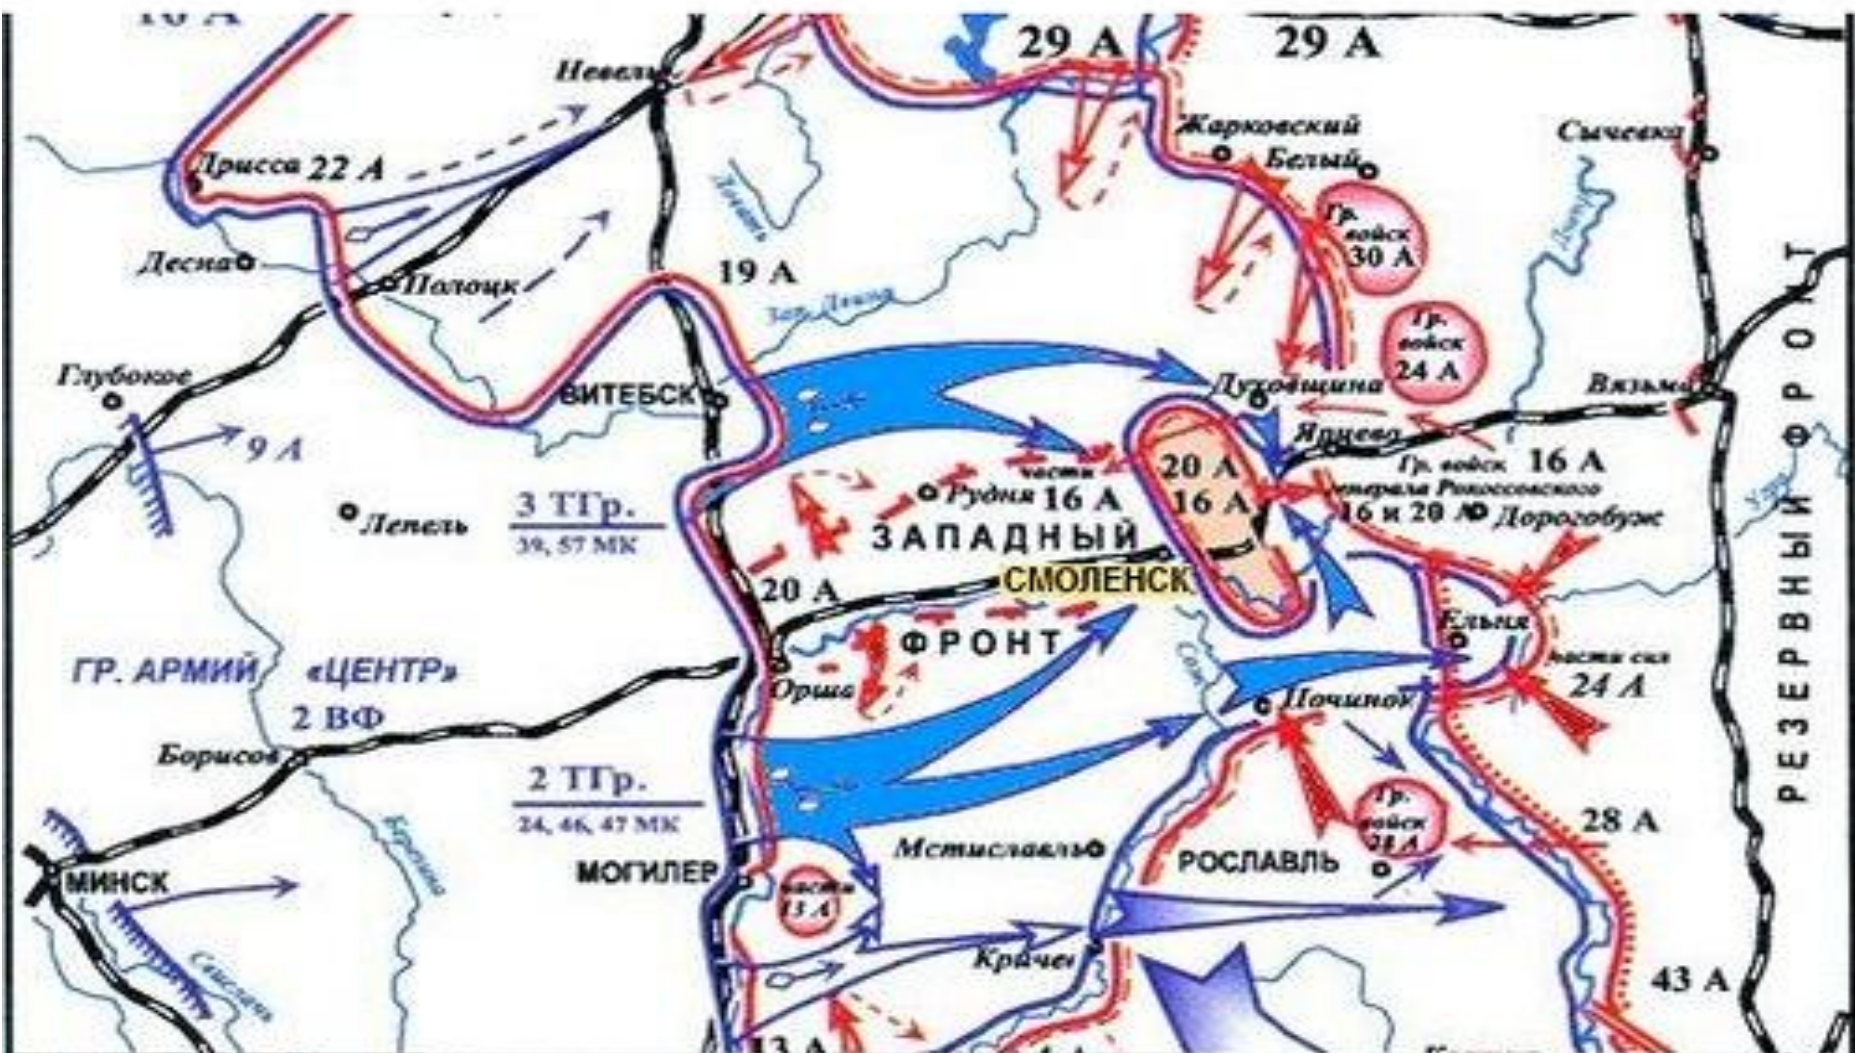 29 А
29 А
Невель
Жарковский
Сычевка
Белый
Дрисса 22 А
Гр.
войск
30 А
Десна
Полоцк
19 А
Зап. Двина
Гр.
войск
24 А
Глубокое
ВИТЕБСК
Духовщина
Вязьма
9 А
Ярцево
части
20 А
Гр. войск 16 А
Лепель
3 ТГр.
39, 57 МК
Рудня 16 А
16 А
генерала Рокоссовского
16 и 20 А
Дорогобуж
ЗАПАДНЫЙ
20 А
СМОЛЕНСК
Ельня
ФРОНТ
ГР. АРМИЙ «ЦЕНТР»
Орша
Сож
части сил
24 А
2 ВФ
Починок
Борисов
2 ТГр.
24, 46, 47 МК
Гр.
войск
28 А
28 А
Мстиславль
РОСЛАВЛЬ
МОГИЛЕР
МИНСК
части
13 А
Кричев
Свислочь
43 А
13 А
РЕЗЕРВНЫЙ ФРОНТ